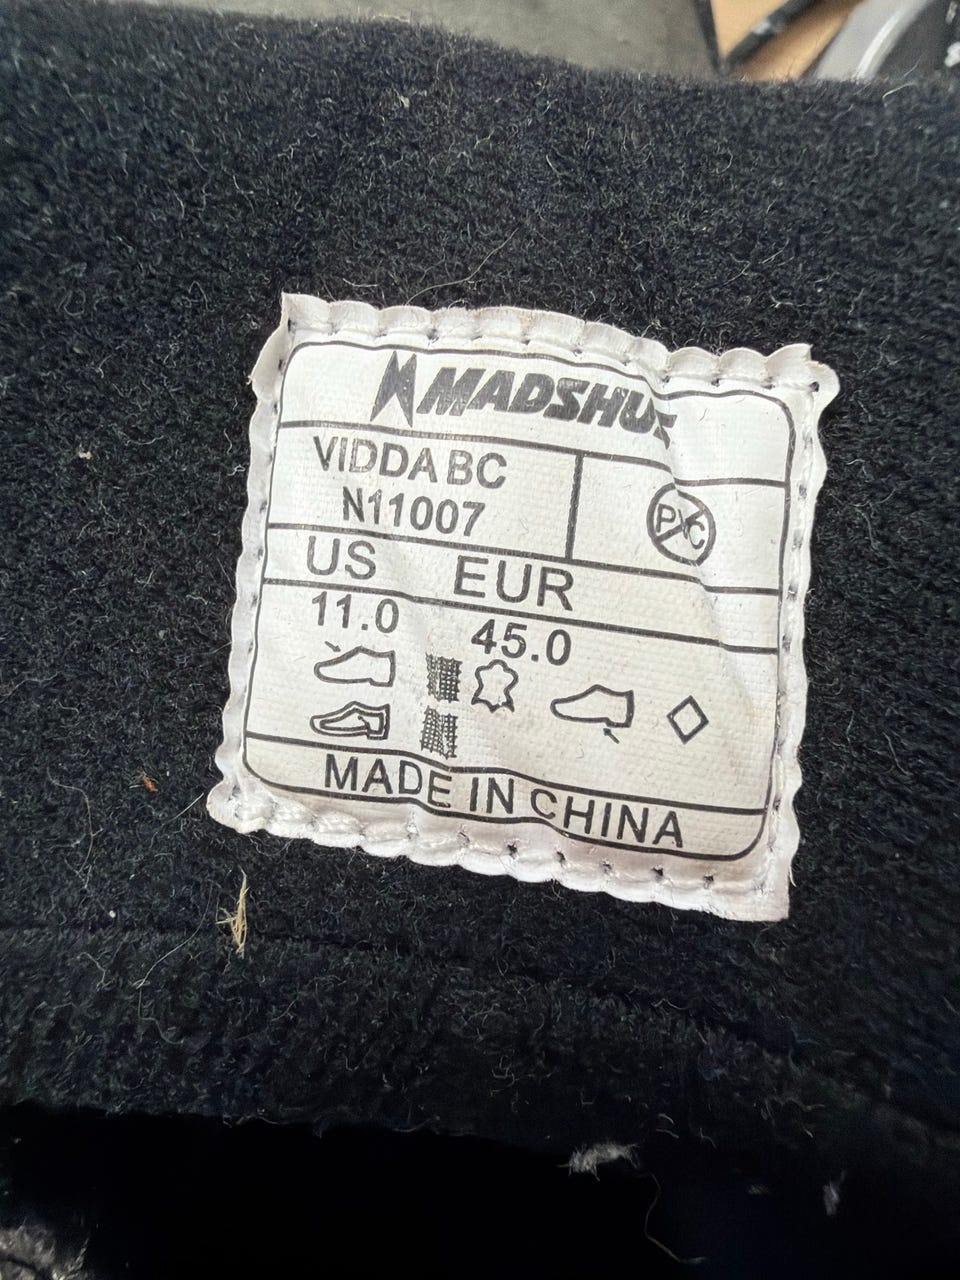 MADSHUS
VIDDA BC
N11007
PVC
US EUR
11.0 45.0
MADE IN CHINA